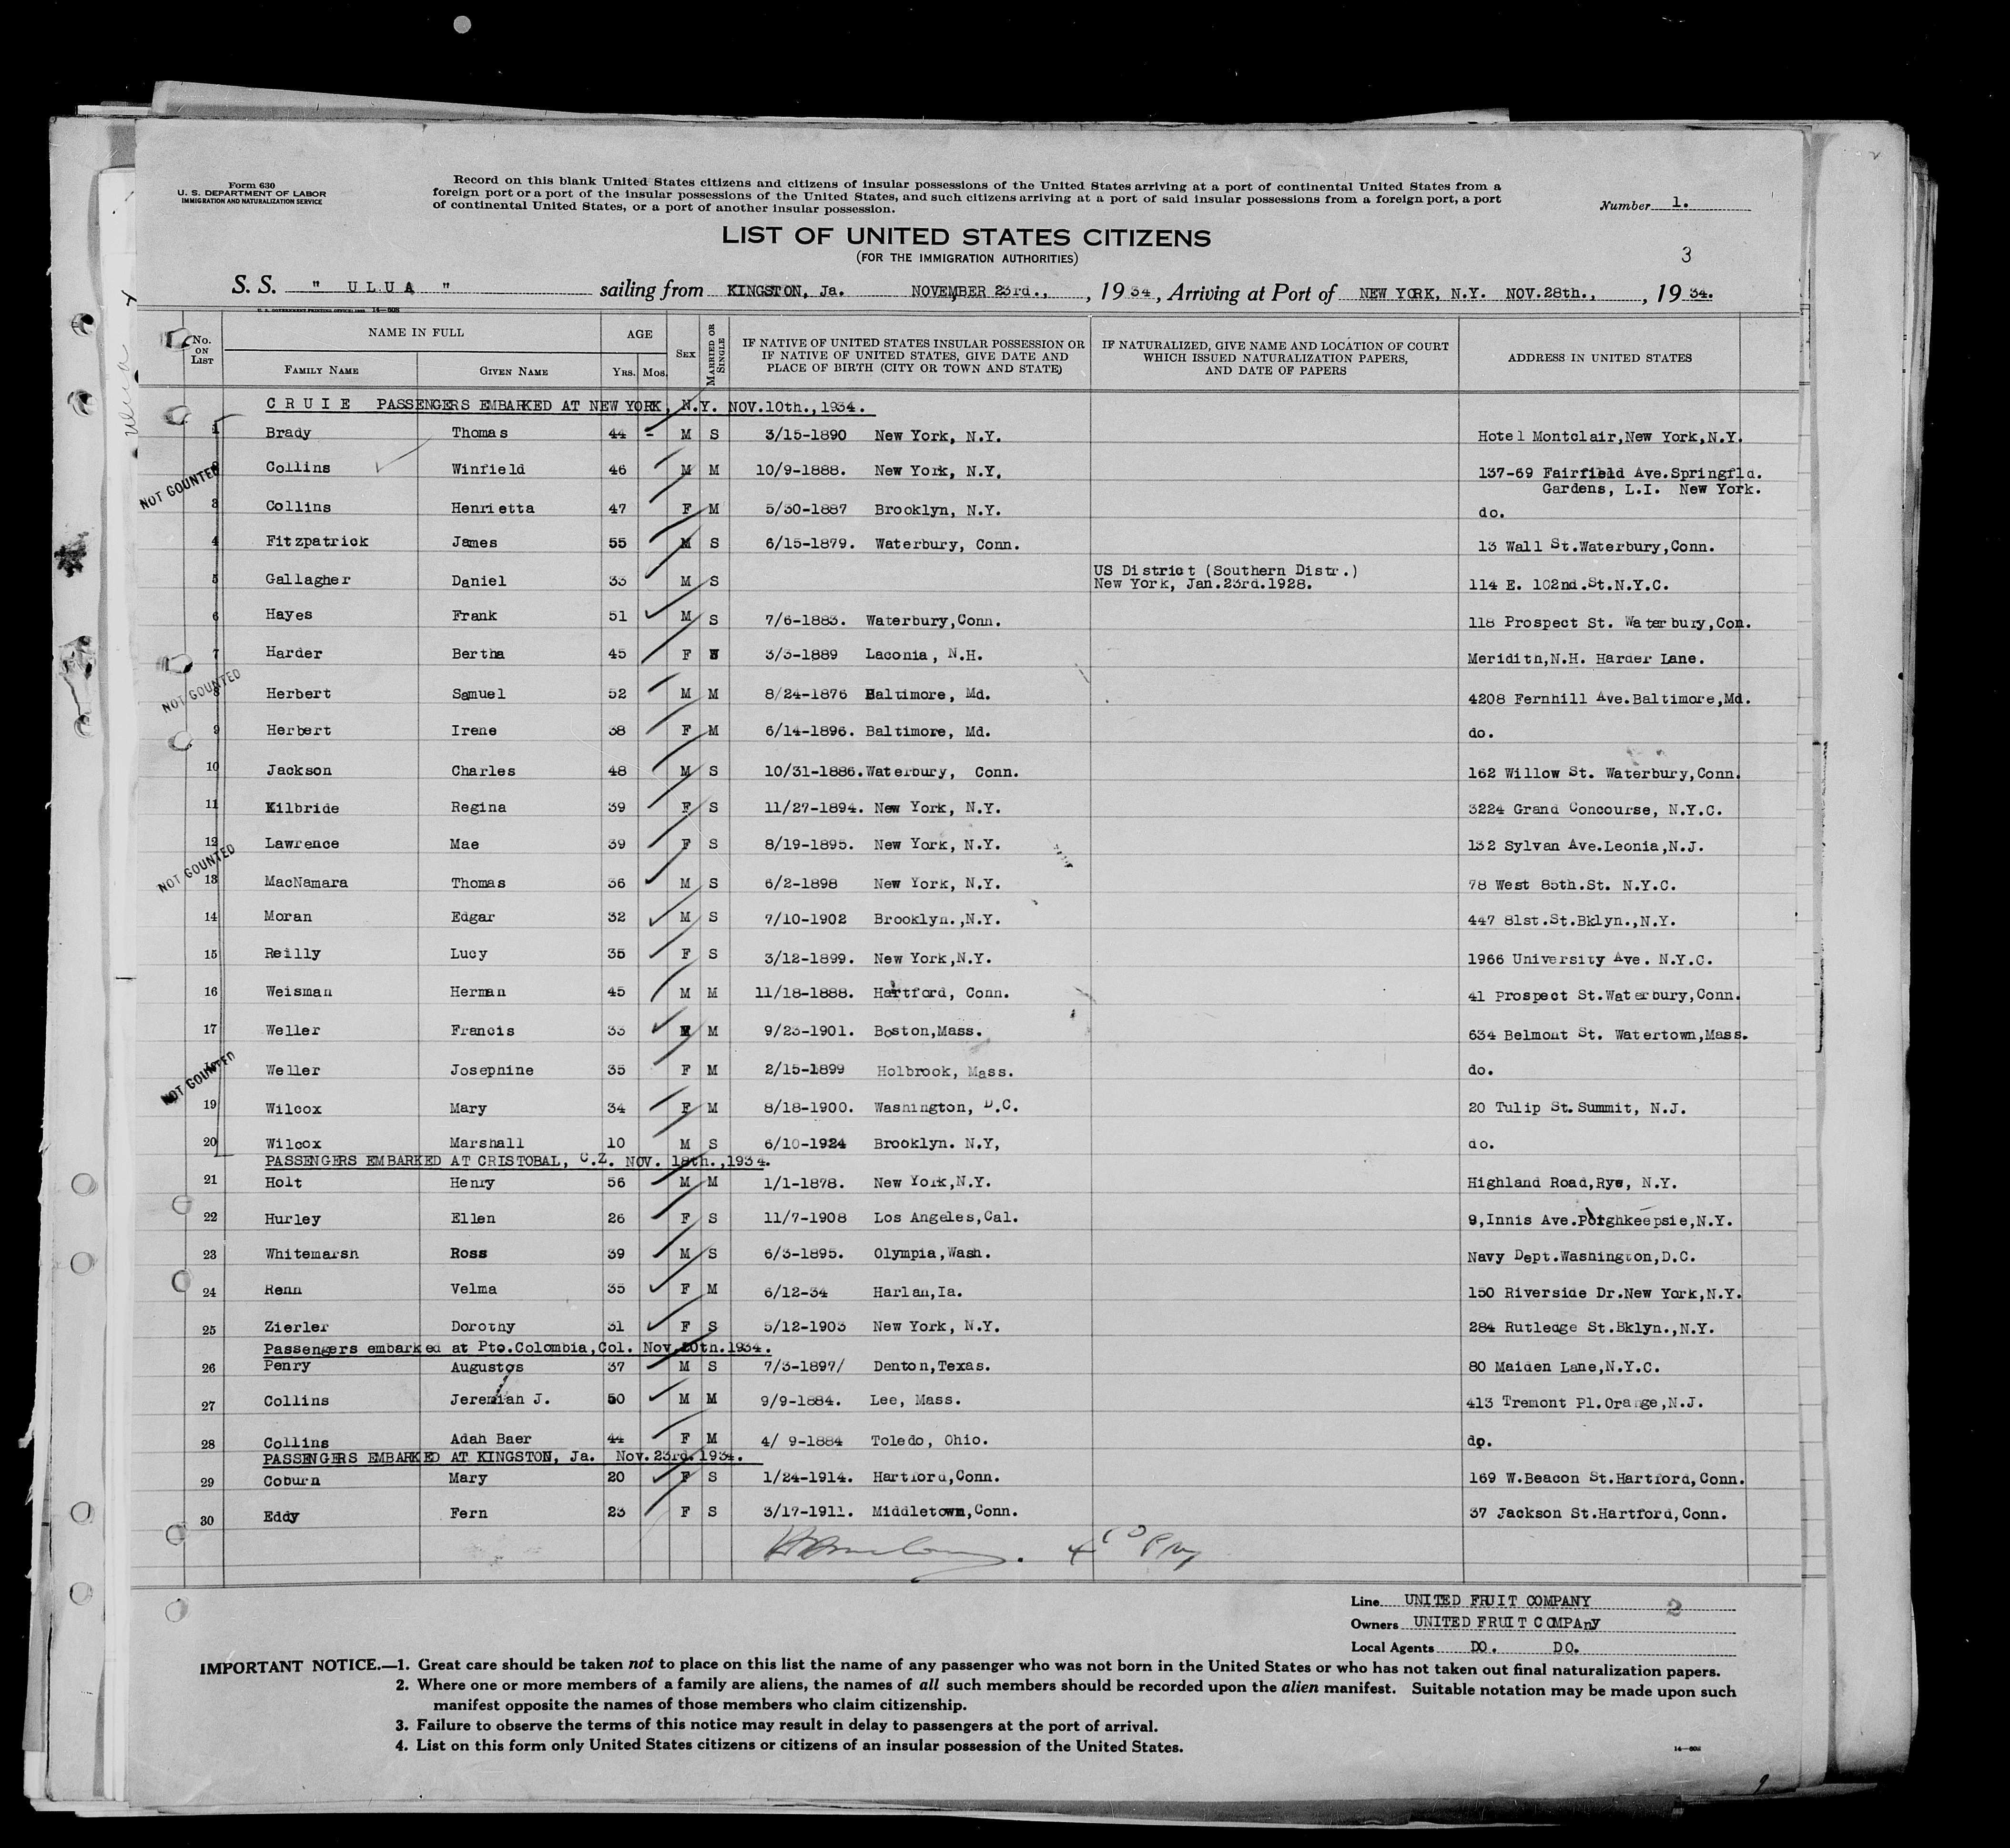 Form 630
U. S. DEPARTMENT OF LABOR
IMMIGRATION AND NATURALIZATION SERVICE
Record on this blank United States citizens and citizens of insular possessions of the United States arriving at a port of continental United States from a
foreign port or a port of the insular possessions of the United States, and such citizens arriving at a port of said insular possessions from a foreign port, a port
of continental United States, or a port of another insular possession.
Number 1.
LIST OF UNITED STATES CITIZENS
(FOR THE IMMIGRATION AUTHORITIES)
3
S. S. " ULUA " sailing from KINGSTON, Ja. NOVEMBER 23rd., , 19 34 , Arriving at Port of NEW YORK, N.Y. NOV.28th., , 19 34.
No. ON LIST NAME IN FULL AGE SEX MARRIED OR SINGLE IF NATIVE OF UNITED STATES INSULAR POSSESSION OR IF NATIVE OF UNITED STATES, GIVE DATE AND PLACE OF BIRTH (CITY OR TOWN AND STATE) IF NATURALIZED, GIVE NAME AND LOCATION OF COURT WHICH ISSUED NATURALIZATION PAPERS, AND DATE OF PAPERS ADDRESS IN UNITED STATES
FAMILY NAME GIVEN NAME YRS. MOS.
CRUIE PASSENGERS EMBARKED AT NEW YORK, N.Y. NOV.10th.,1934.
1 Brady Thomas 44 - M S 3/15-1890 New York, N.Y. Hotel Montclair,New York,N.Y.
2 Collins Winfield 46 M M 10/9-1888. New York, N.Y. 137-69 Fairfield Ave.Springfld.
Gardens, L.I. New York.
NOT COUNTED
3 Collins Henrietta 47 F M 5/30-1887 Brooklyn, N.Y. do.
4 Fitzpatrick James 55 M S 6/15-1879. Waterbury, Conn. 13 Wall St.Waterbury,Conn.
5 Gallagher Daniel 33 M S US District (Southern Distr.)
New York, Jan.23rd.1928. 114 E. 102nd.St.N.Y.C.
6 Hayes Frank 51 M S 7/6-1883. Waterbury,Conn. 118 Prospect St. Waterbury,Con.
7 Harder Bertha 45 F 3/3-1889 Laconia, N.H. Meridith,N.H. Harder Lane.
NOT COUNTED
8 Herbert Samuel 52 M M 8/24-1876 Baltimore, Md. 4208 Fernhill Ave.Baltimore,Md.
9 Herbert Irene 38 F M 6/14-1896. Baltimore, Md. do.
10 Jackson Charles 48 M S 10/31-1886.Waterbury, Conn. 162 Willow St. Waterbury,Conn.
11 Kilbride Regina 39 F S 11/27-1894. New York, N.Y. 3224 Grand Concourse, N.Y.C.
12 Lawrence Mae 39 F S 8/19-1895. New York, N.Y. 132 Sylvan Ave.Leonia,N.J.
NOT COUNTED
13 MacNamara Thomas 36 M S 6/2-1898 New York, N.Y. 78 West 85th.St. N.Y.C.
14 Moran Edgar 32 M S 7/10-1902 Brooklyn.,N.Y. 447 81st.St.Bklyn.,N.Y.
15 Reilly Lucy 35 F S 3/12-1899. New York,N.Y. 1966 University Ave. N.Y.C.
16 Weisman Herman 45 M M 11/18-1888. Hartford, Conn. 41 Prospect St.Waterbury,Conn.
17 Weller Francis 33 M M 9/23-1901. Boston,Mass. 634 Belmont St. Watertown,Mass.
NOT COUNTED
18 Weller Josephine 35 F M 2/15-1899 Holbrook, Mass. do.
19 Wilcox Mary 34 F M 8/18-1900. Washington, D.C. 20 Tulip St.Summit, N.J.
20 Wilcox Marshall 10 M S 6/10-1924 Brooklyn. N.Y, do.
PASSENGERS EMBARKED AT CRISTOBAL, C.Z. NOV. 18th.,1934.
21 Holt Henry 56 M M 1/1-1878. New York,N.Y. Highland Road,Rye, N.Y.
22 Hurley Ellen 26 F S 11/7-1908 Los Angeles,Cal. 9,Innis Ave.Poighkeepsie,N.Y.
23 Whitemarsh Ross 39 M S 6/3-1895. Olympia,Wash. Navy Dept.Washington,D.C.
24 Renn Velma 35 F M 6/12-34 Harlan,Ia. 150 Riverside Dr.New York,N.Y.
25 Zierler Dorothy 31 F S 5/12-1903 New York, N.Y. 284 Rutledge St.Bklyn.,N.Y.
Passengers embarked at Pto.Colombia,Col. Nov.20th.1934.
26 Penry Augustos 37 M S 7/3-1897/ Denton,Texas. 80 Maiden Lane,N.Y.C.
27 Collins Jeremiah J. 50 M M 9/9-1884. Lee, Mass. 413 Tremont Pl.Orange,N.J.
28 Collins Adah Baer 44 F M 4/ 9-1884 Toledo, Ohio. do.
PASSENGERS EMBARKED AT KINGSTON, Ja. Nov.23rd.1934.
29 Coburn Mary 20 F S 1/24-1914. Hartford,Conn. 169 W.Beacon St.Hartford,Conn.
30 Eddy Fern 23 F S 3/17-1911. Middletown,Conn. 37 Jackson St.Hartford,Conn.
Line UNITED FRUIT COMPANY 2
Owners UNITED FRUIT COMPAny
Local Agents DO. DO.
IMPORTANT NOTICE.—1. Great care should be taken not to place on this list the name of any passenger who was not born in the United States or who has not taken out final naturalization papers.
2. Where one or more members of a family are aliens, the names of all such members should be recorded upon the alien manifest. Suitable notation may be made upon such
manifest opposite the names of those members who claim citizenship.
3. Failure to observe the terms of this notice may result in delay to passengers at the port of arrival.
4. List on this form only United States citizens or citizens of an insular possession of the United States.
9